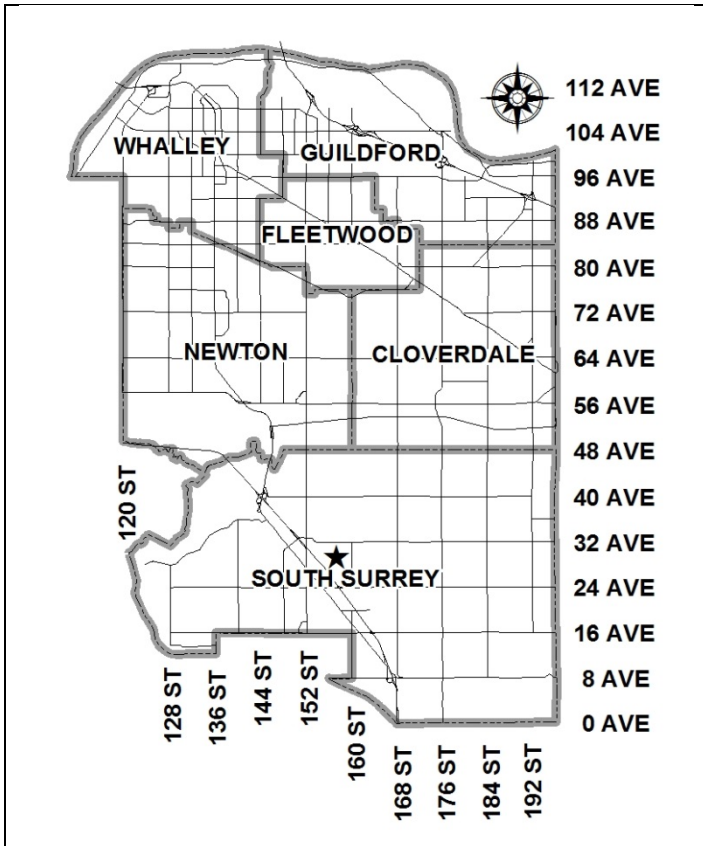 112 AVE
104 AVE
WHALLEY
GUILDFORD
96 AVE
88 AVE
FLEETWOOD
80 AVE
72 AVE
NEWTON
CLOVERDALE
64 AVE
56 AVE
48 AVE
120 ST
40 AVE
32 AVE
SOUTH SURREY
24 AVE
16 AVE
128 ST
136 ST
144 ST
152 ST
160 ST
8 AVE
0 AVE
168 ST
176 ST
184 ST
192 ST